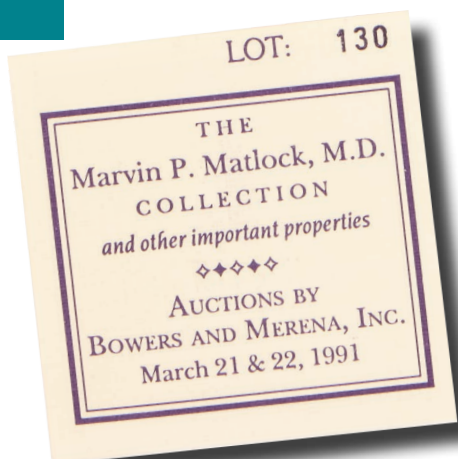 LOT: 130
THE
Marvin P. Matlock, M.D.
COLLECTION
and other important properties
AUCTIONS BY
BOWERS AND MERENA, INC.
March 21 & 22, 1991